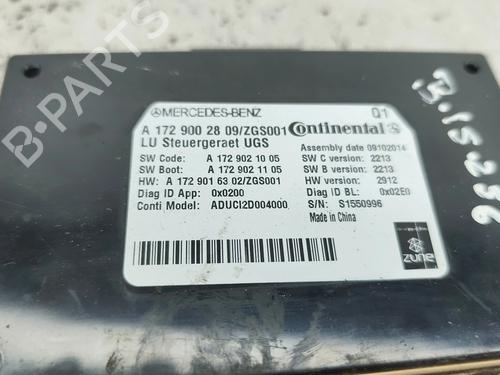 MERCEDES-BENZ Q1
A 172 900 28 09/ZGS001 Continental
LU Steuergeraet UGS
Assembly date 09102014
SW Code: A 172 902 10 05 SW C version: 2213
SW Boot: A 172 902 11 05 SW B version: 2213
HW: A 172 901 63 02/ZGS001 HW version: 2912
Diag ID App: 0x0200 Diag ID BL: 0x02E0
Conti Model: ADUCI2D004000 S/N: S1550996
Made in China
zune
B.15236
B-PARTS